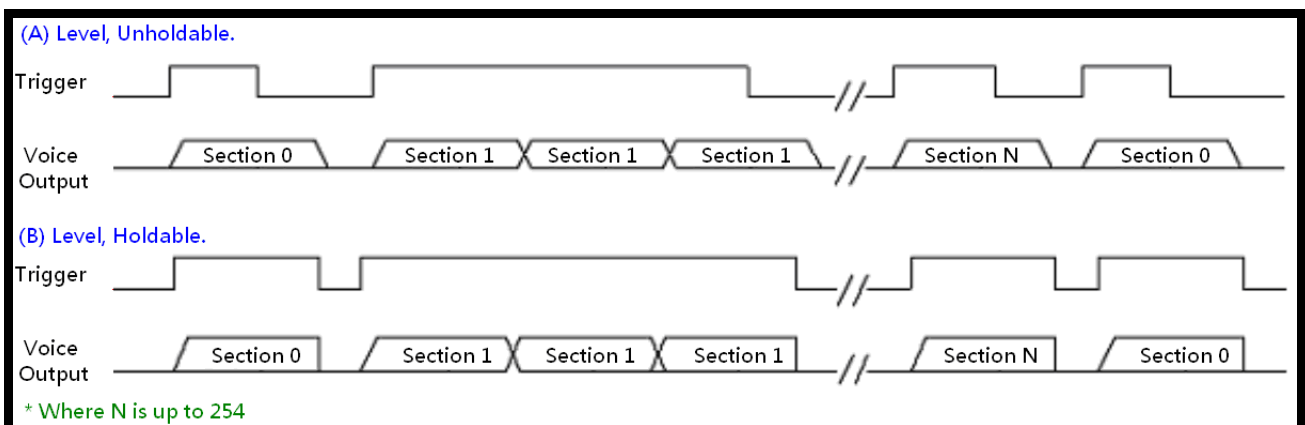 (A) Level, Unholdable.
Trigger
Voice Output
Section 0 Section 1 Section 1 Section 1 // Section N Section 0
(B) Level, Holdable.
Trigger
Voice Output
Section 0 Section 1 Section 1 Section 1 // Section N Section 0
* Where N is up to 254